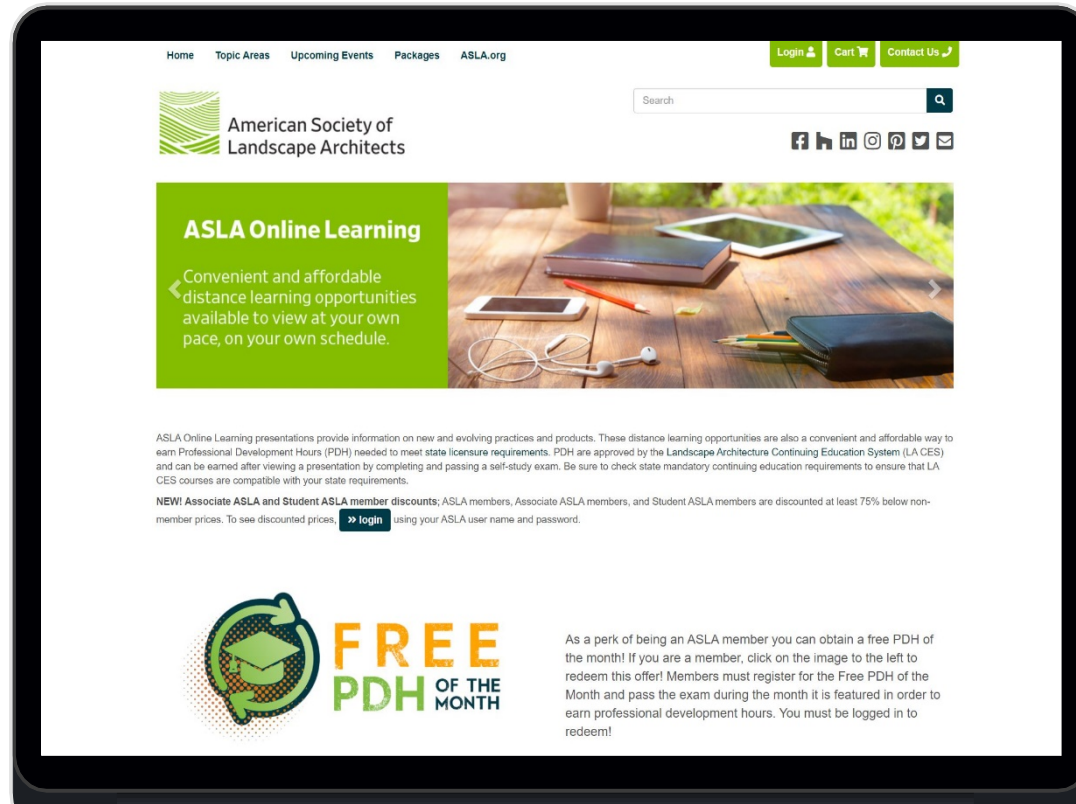 Home Topic Areas Upcoming Events Packages ASLA.org
Login Cart Contact Us
Search
American Society of
Landscape Architects
ASLA Online Learning
Convenient and affordable
distance learning opportunities
available to view at your own
pace, on your own schedule.
ASLA Online Learning presentations provide information on new and evolving practices and products. These distance learning opportunities are also a convenient and affordable way to
earn Professional Development Hours (PDH) needed to meet state licensure requirements. PDH are approved by the Landscape Architecture Continuing Education System (LA CES)
and can be earned after viewing a presentation by completing and passing a self-study exam. Be sure to check state mandatory continuing education requirements to ensure that LA
CES courses are compatible with your state requirements.
NEW! Associate ASLA and Student ASLA member discounts; ASLA members, Associate ASLA members, and Student ASLA members are discounted at least 75% below non-
member prices. To see discounted prices, » login using your ASLA user name and password.
FREE
PDH OF THE
MONTH
As a perk of being an ASLA member you can obtain a free PDH of
the month! If you are a member, click on the image to the left to
redeem this offer! Members must register for the Free PDH of the
Month and pass the exam during the month it is featured in order to
earn professional development hours. You must be logged in to
redeem!